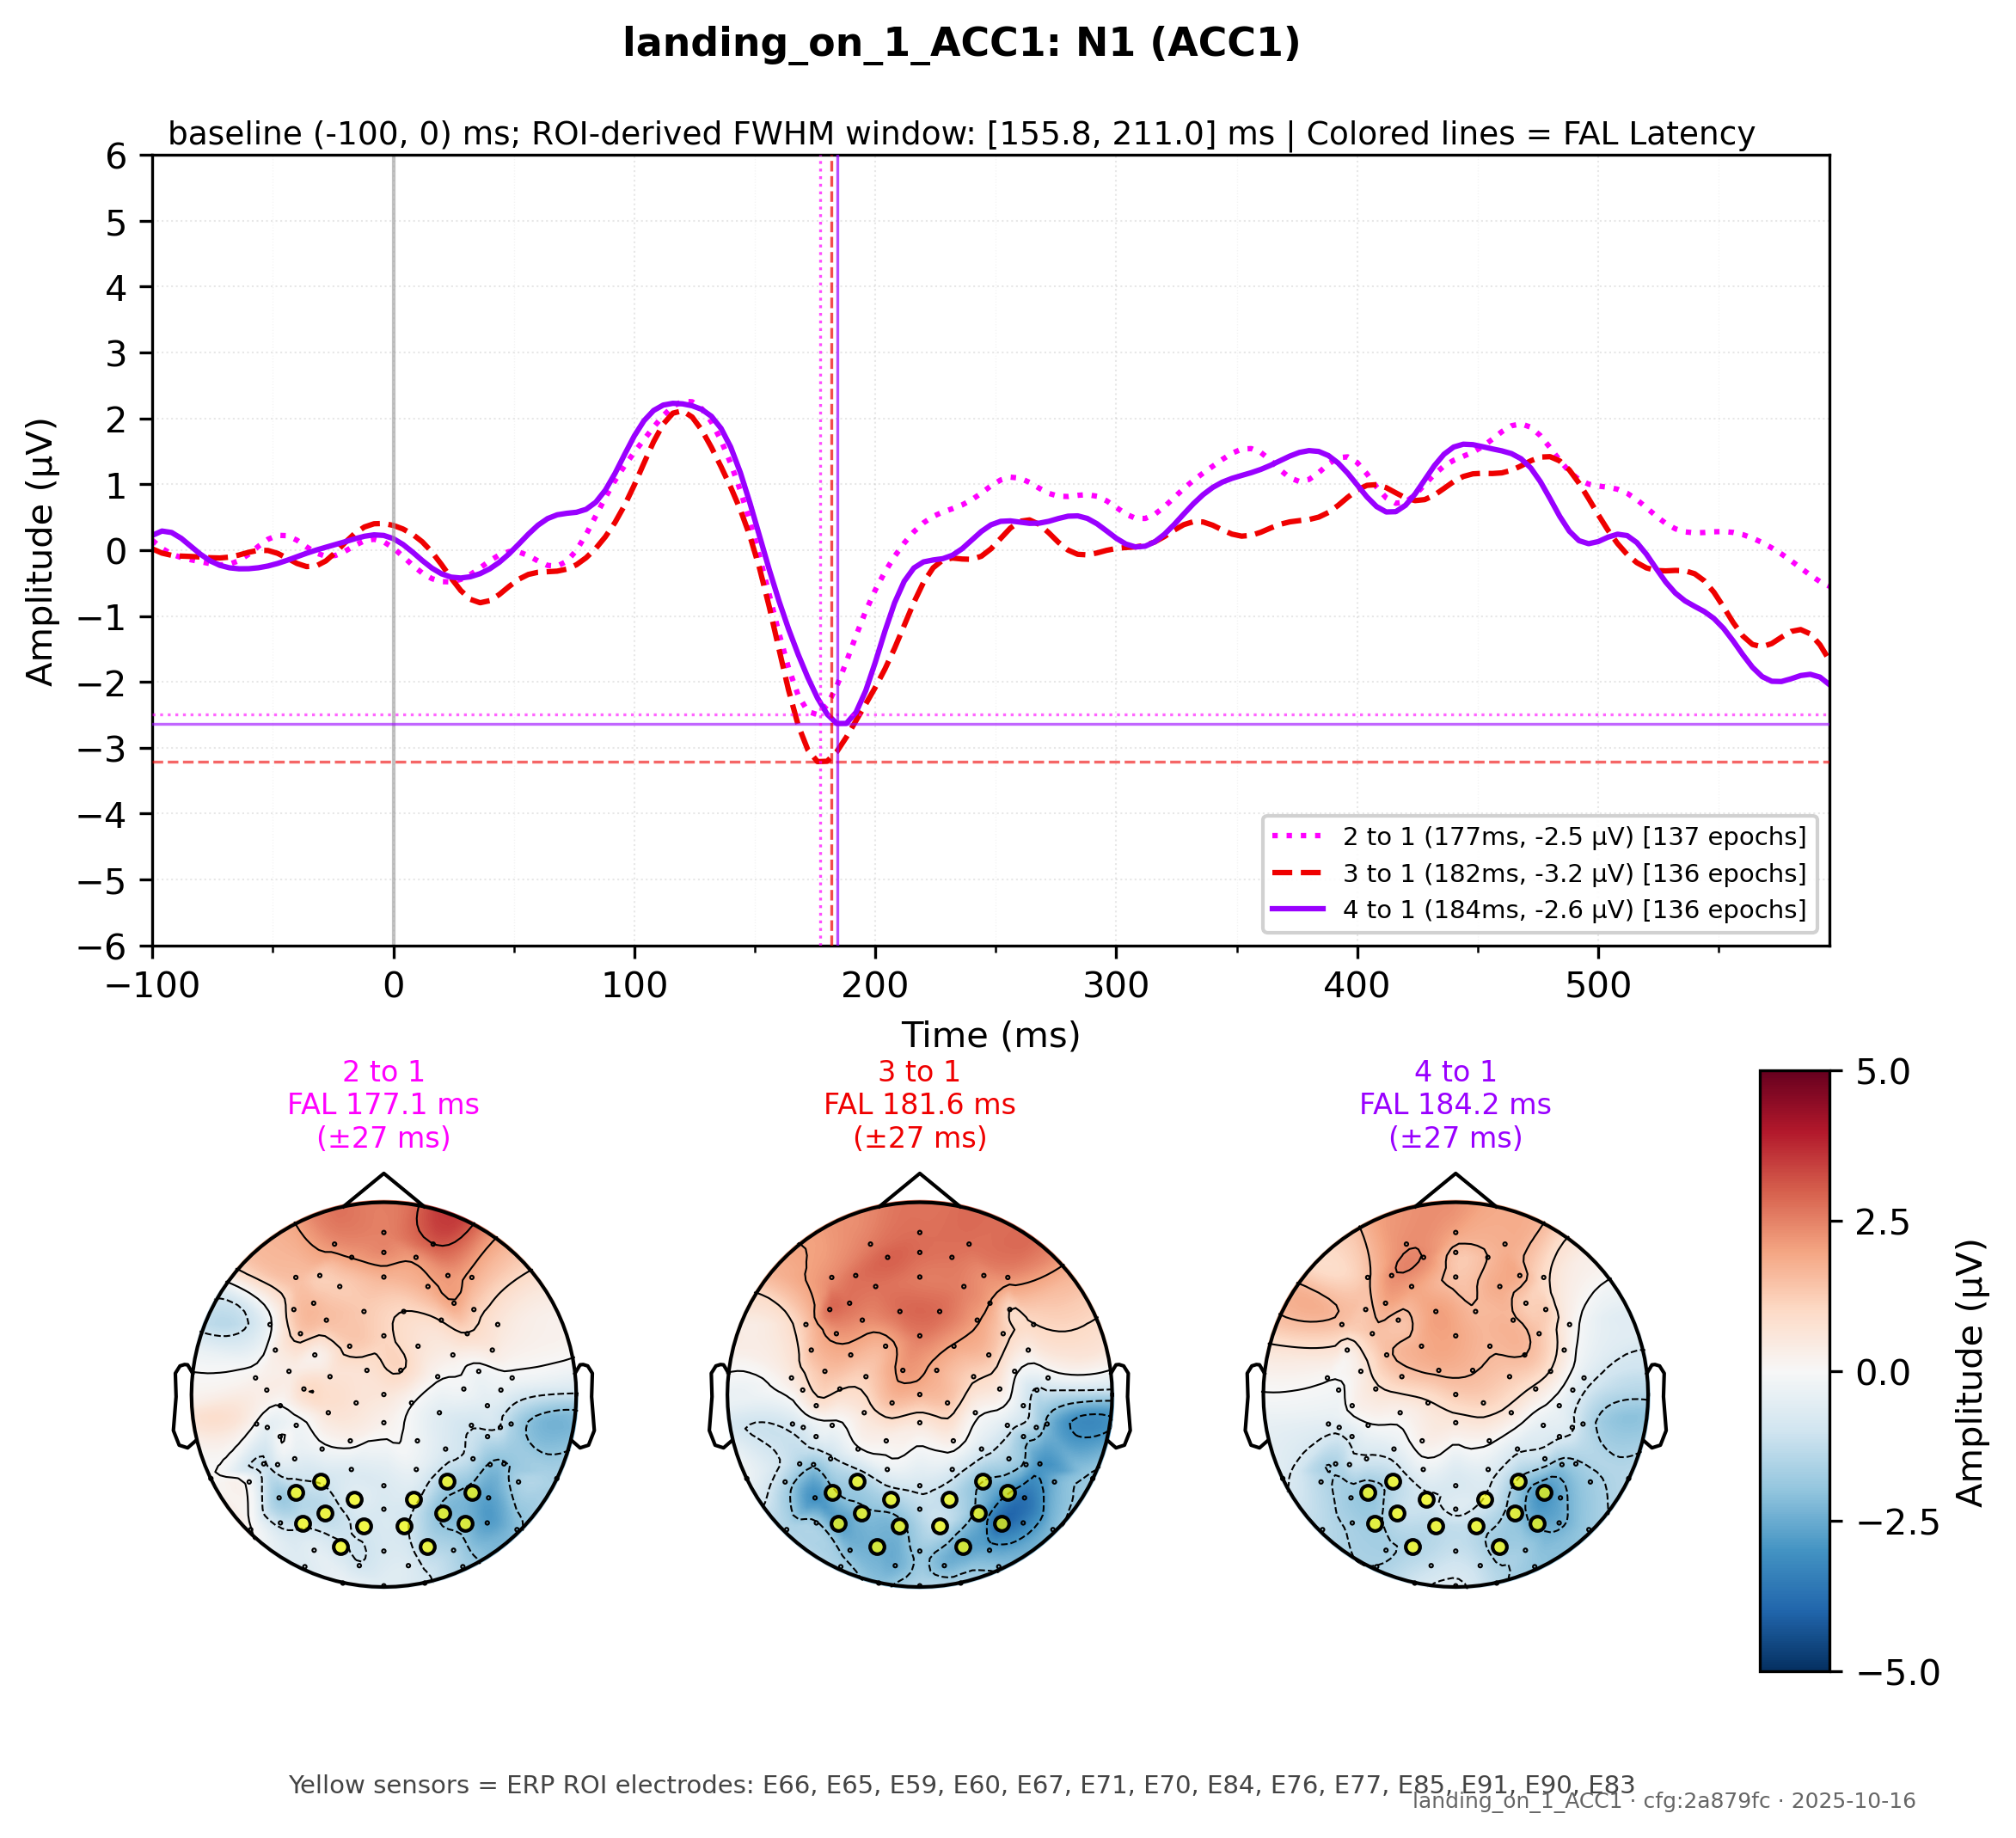 landing_on_1_ACC1: N1 (ACC1)
baseline (-100, 0) ms; ROI-derived FWHM window: [155.8, 211.0] ms | Colored lines = FAL Latency
6
5
4
3
2
1
0
−1
−2
−3
−4
−5
−6
Amplitude (µV)
2 to 1 (177ms, -2.5 µV) [137 epochs]
3 to 1 (182ms, -3.2 µV) [136 epochs]
4 to 1 (184ms, -2.6 µV) [136 epochs]
−100 0 100 200 300 400 500
Time (ms)
2 to 1
FAL 177.1 ms
(±27 ms)
3 to 1
FAL 181.6 ms
(±27 ms)
4 to 1
FAL 184.2 ms
(±27 ms)
5.0
2.5
0.0
−2.5
−5.0
Amplitude (µV)
Yellow sensors = ERP ROI electrodes: E66, E65, E59, E60, E67, E71, E70, E84, E76, E77, E85, E91, E90, E83
landing_on_1_ACC1 · cfg:2a879fc · 2025-10-16